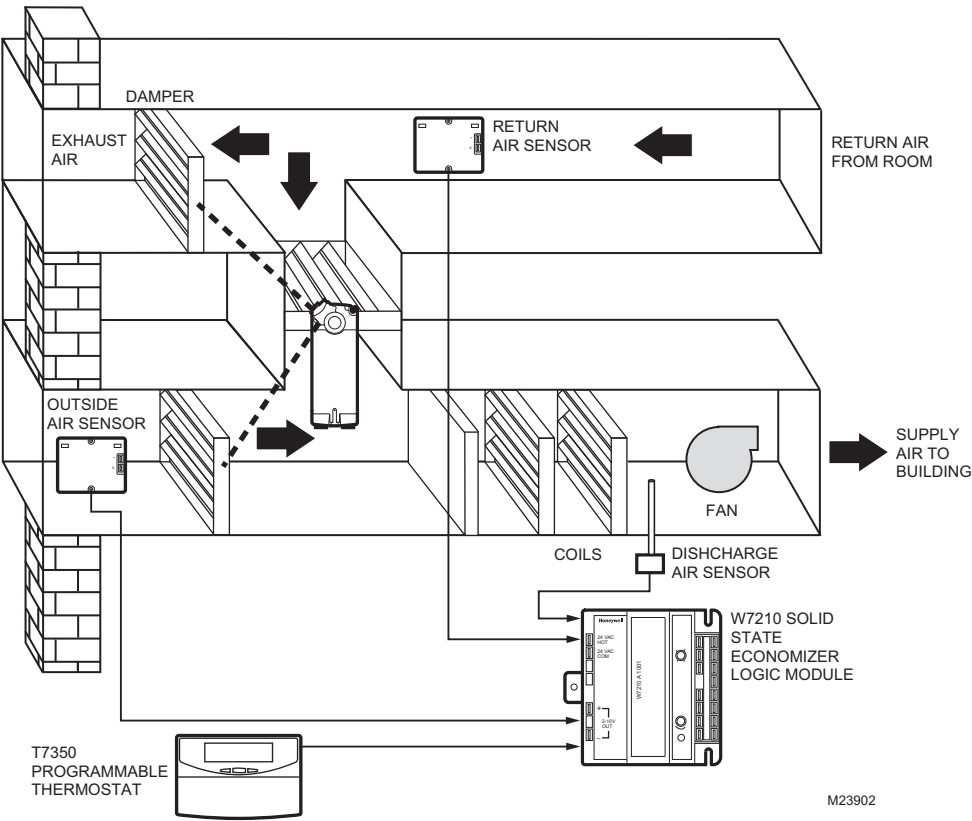 DAMPER
EXHAUST
AIR
RETURN
AIR SENSOR
RETURN AIR
FROM ROOM
OUTSIDE
AIR SENSOR
SUPPLY
AIR TO
BUILDING
FAN
COILS
DISHCHARGE
AIR SENSOR
W7210 SOLID
STATE
ECONOMIZER
LOGIC MODULE
Honeywell
24 VAC
HOT
24 VAC
COM
W7210 A 1001
+
2-10V
OUT
–
T7350
PROGRAMMABLE
THERMOSTAT
M23902